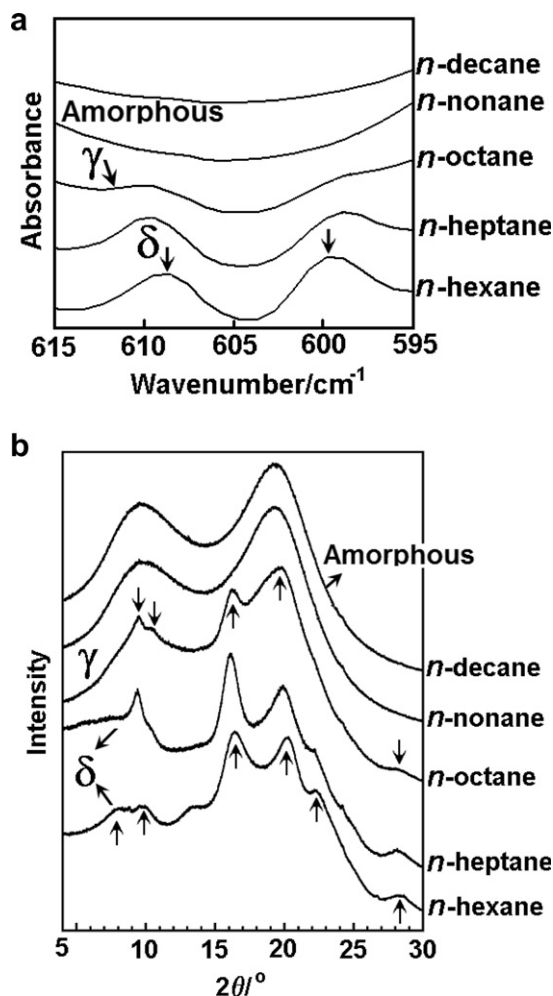 a
n-decane
n-nonane
Amorphous
n-octane
γ
n-heptane
δ
n-hexane
Absorbance
615 610 605 600 595
Wavenumber/cm-1
b
Amorphous
n-decane
γ
n-nonane
n-octane
δ
n-heptane
n-hexane
Intensity
5 10 15 20 25 30
2θ/°